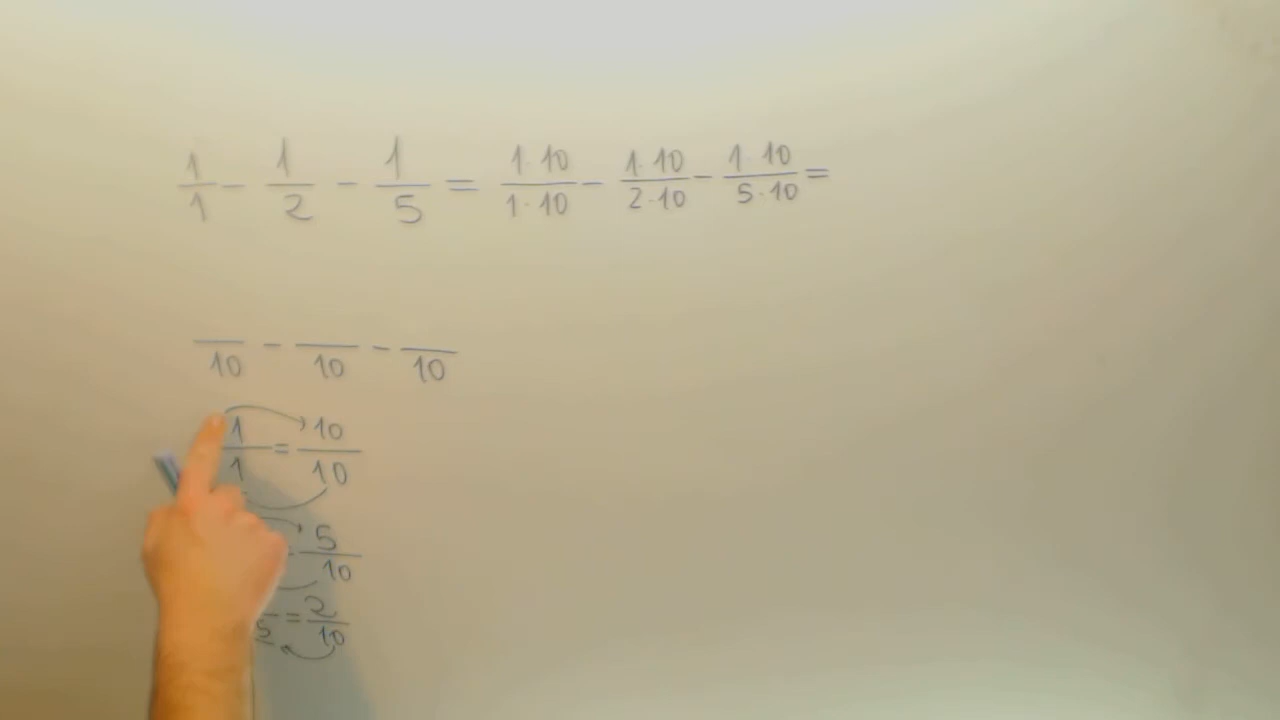 1/1 - 1/2 - 1/5 = 1·10/1·10 - 1·10/2·10 - 1·10/5·10 =
/10 - /10 - /10
1/1 = 10/10
5/10
5 = 2/10